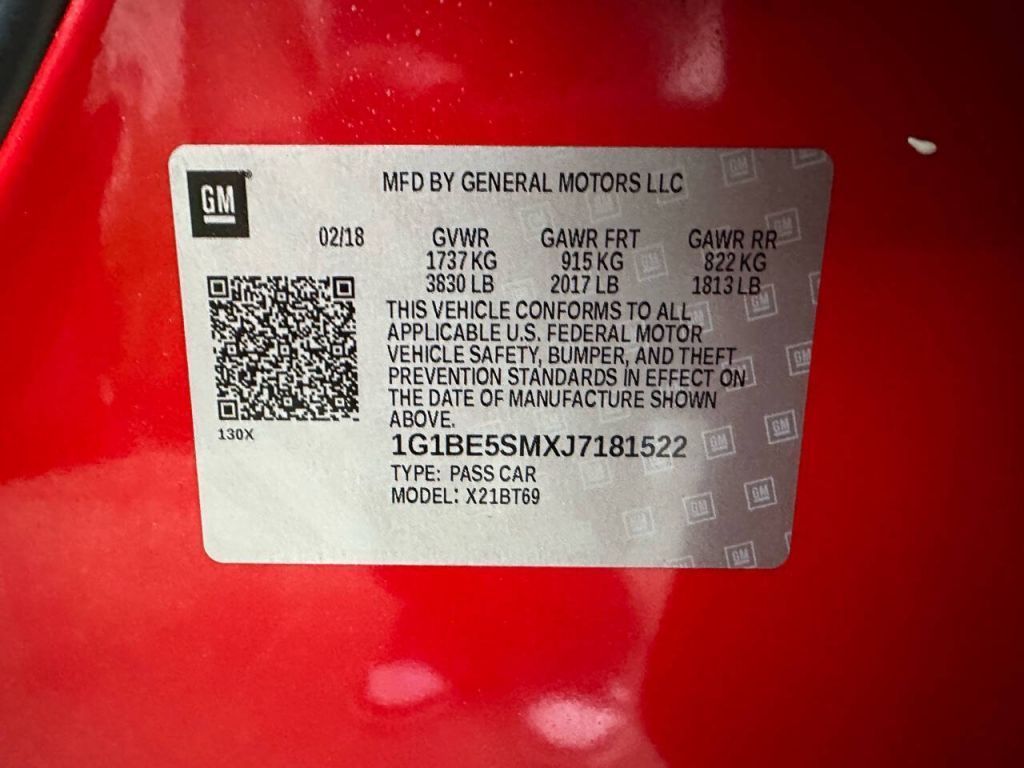 GM
MFD BY GENERAL MOTORS LLC
02/18 GVWR GAWR FRT GAWR RR
1737 KG 915 KG 822 KG
3830 LB 2017 LB 1813 LB
THIS VEHICLE CONFORMS TO ALL
APPLICABLE U.S. FEDERAL MOTOR
VEHICLE SAFETY, BUMPER, AND THEFT
PREVENTION STANDARDS IN EFFECT ON
THE DATE OF MANUFACTURE SHOWN
ABOVE.
130X
1G1BE5SMXJ7181522
TYPE: PASS CAR
MODEL: X21BT69